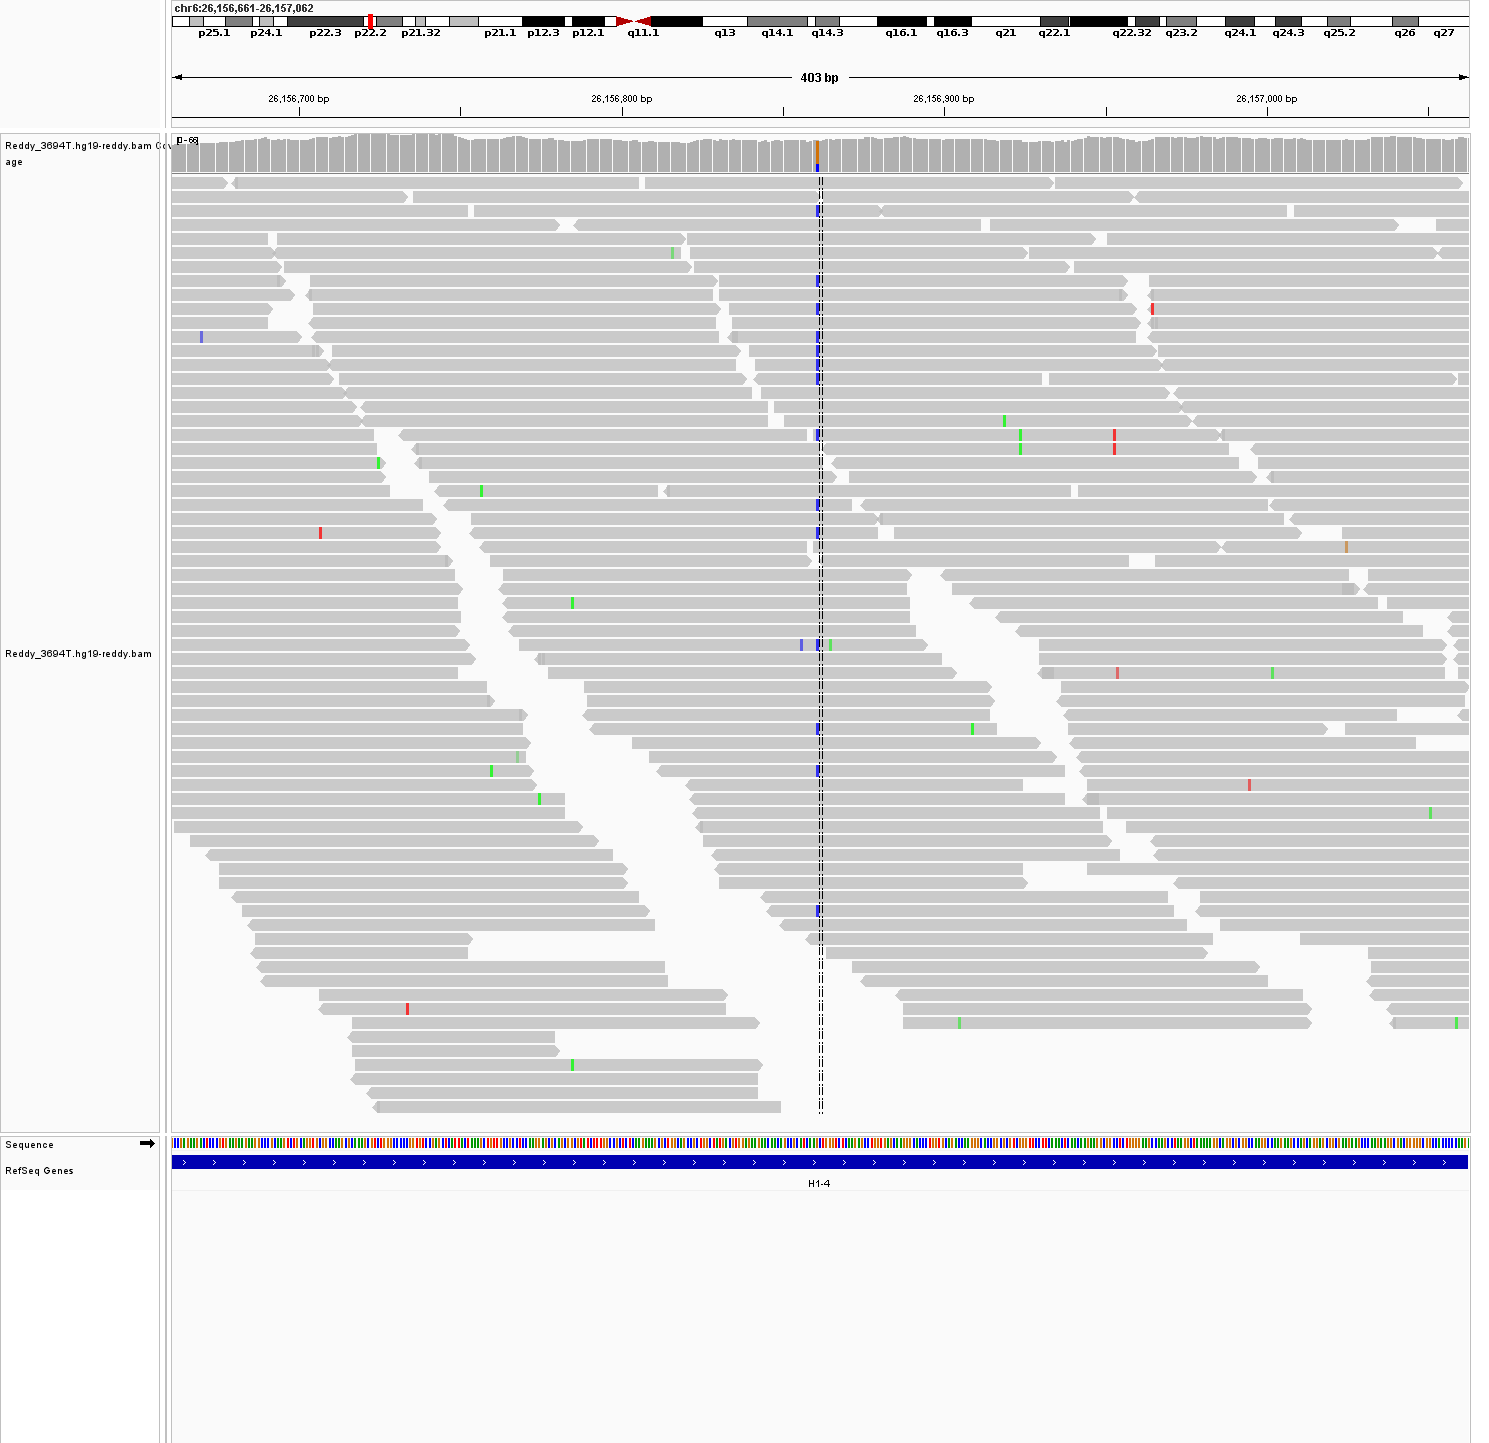 chr6:26,156,661-26,157,062
p25.1 p24.1 p22.3 p22.2 p21.32 p21.1 p12.3 p12.1 q11.1 q13 q14.1 q14.3 q16.1 q16.3 q21 q22.1 q22.32 q23.2 q24.1 q24.3 q25.2 q26 q27
403 bp
26,156,700 bp 26,156,800 bp 26,156,900 bp 26,157,000 bp
Reddy_3694T.hg19-reddy.bam Cov
age
Reddy_3694T.hg19-reddy.bam
Sequence
RefSeq Genes
H1-4